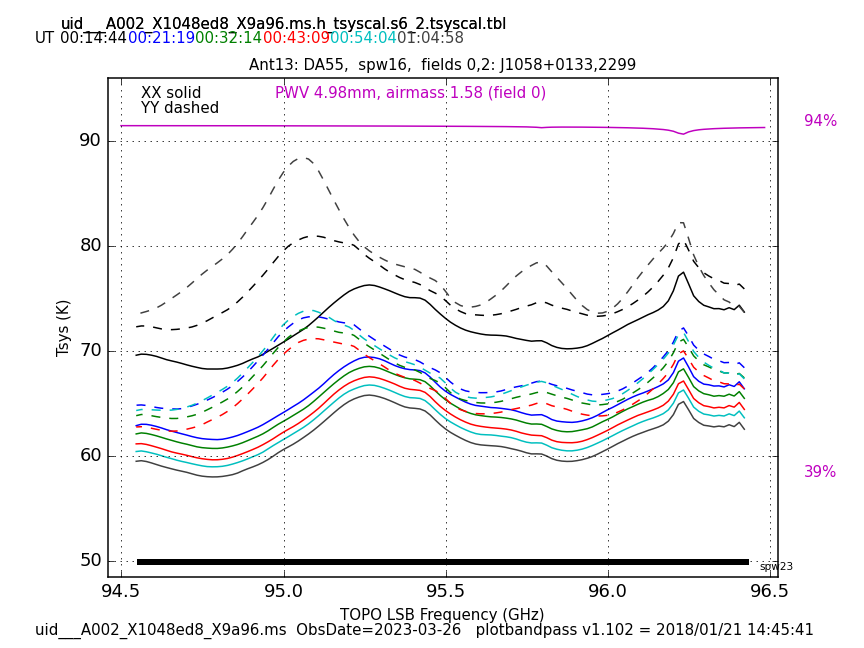 uid___A002_X1048ed8_X9a96.ms.h_tsyscal.s6_2.tsyscal.tbl
UT 00:14:44 00:21:19 00:32:14 00:43:09 00:54:04 01:04:58
Ant13: DA55,  spw16,  fields 0,2: J1058+0133,2299
XX solid
PWV 4.98mm, airmass 1.58 (field 0)
YY dashed
94%
90
80
70
60
50
39%
Tsys (K)
spw23
94.5 95.0 95.5 96.0 96.5
TOPO LSB Frequency (GHz)
uid___A002_X1048ed8_X9a96.ms  ObsDate=2023-03-26   plotbandpass v1.102 = 2018/01/21 14:45:41